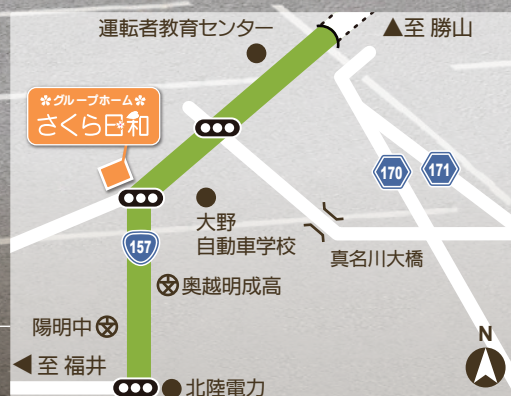 運転者教育センター
▲至 勝山
✽グループホーム✽
さくら日和
170
171
大野
自動車学校
157
真名川大橋
奥越明成高
陽明中
◀至 福井
N
北陸電力